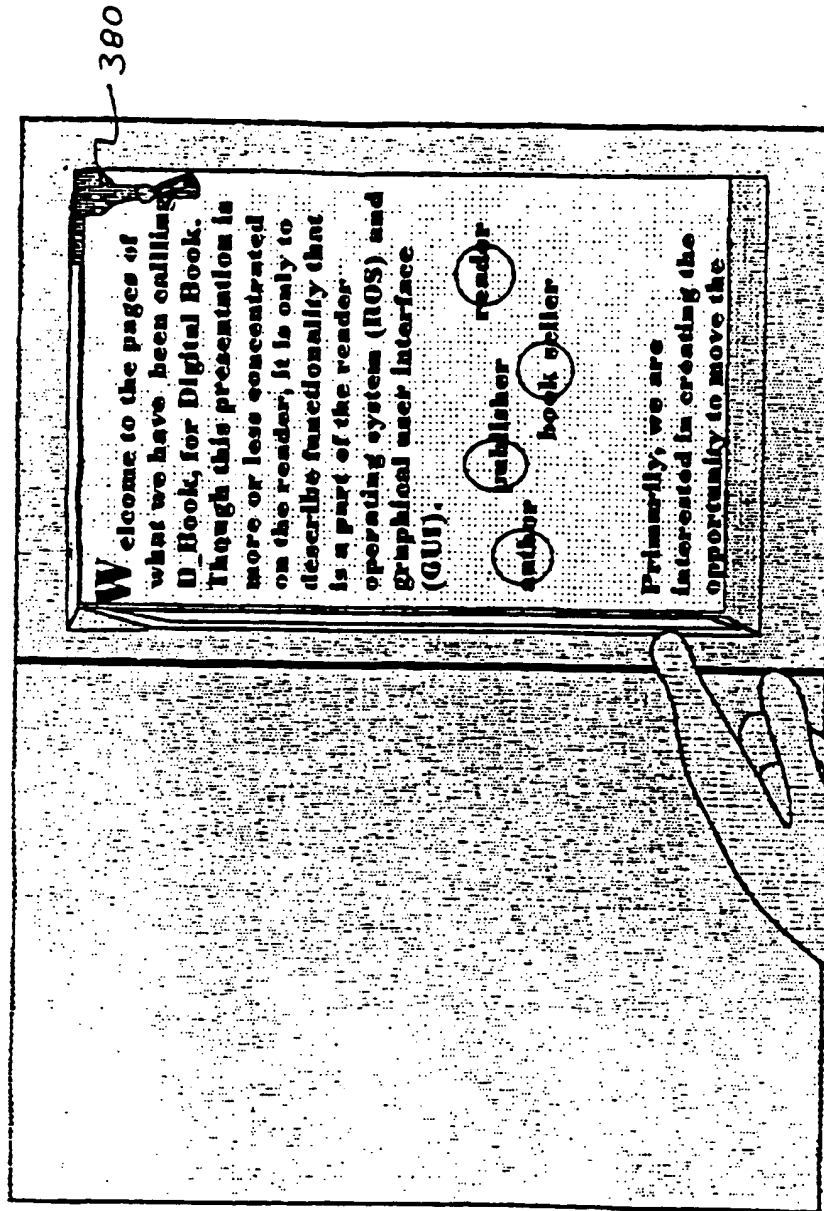 380
Welcome to the pages of
what we have been callling
D_Book, for Digital Book.
Though this presentation is
more or less concentrated
on the reader, it is only to
describe functionality that
is a part of the reader
operating system (ROS) and
graphical user interface
(GUI).
author publisher reader
book seller
Primarily, we are
interested in creating the
opportunity to move the